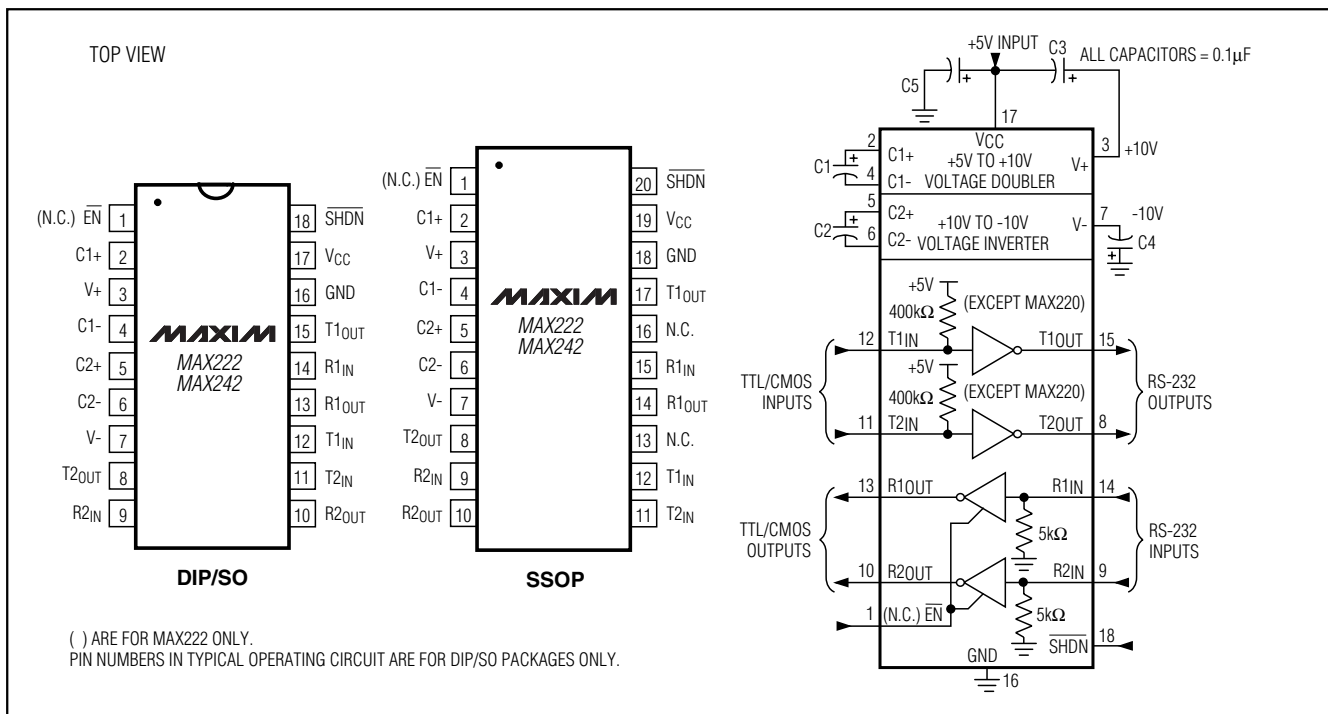 TOP VIEW
(N.C.) EN 1
C1+ 2
V+ 3
C1- 4
C2+ 5
C2- 6
V- 7
T2OUT 8
R2IN 9
18 SHDN
17 VCC
16 GND
15 T1OUT
14 R1IN
13 R1OUT
12 T1IN
11 T2IN
10 R2OUT
MAXIM
MAX222
MAX242
DIP/SO
(N.C.) EN 1
C1+ 2
V+ 3
C1- 4
C2+ 5
C2- 6
V- 7
T2OUT 8
R2IN 9
R2OUT 10
20 SHDN
19 VCC
18 GND
17 T1OUT
16 N.C.
15 R1IN
14 R1OUT
13 N.C.
12 T1IN
11 T2IN
MAXIM
MAX222
MAX242
SSOP
( ) ARE FOR MAX222 ONLY.
PIN NUMBERS IN TYPICAL OPERATING CIRCUIT ARE FOR DIP/SO PACKAGES ONLY.
+5V INPUT
C3
ALL CAPACITORS = 0.1μF
C5
+
+
17
VCC
2
C1+
+5V TO +10V
VOLTAGE DOUBLER
V+
3
+10V
C1
+
4
C1-
5
C2+
+10V TO -10V
VOLTAGE INVERTER
V-
7
-10V
C2
+
6
C2-
C4
+
+5V
400kΩ
(EXCEPT MAX220)
12
T1IN
T1OUT
15
+5V
400kΩ
(EXCEPT MAX220)
TTL/CMOS
INPUTS
RS-232
OUTPUTS
11
T2IN
T2OUT
8
13
R1OUT
R1IN
14
5kΩ
TTL/CMOS
OUTPUTS
RS-232
INPUTS
10
R2OUT
R2IN
9
5kΩ
1
(N.C.) EN
18
SHDN
GND
16